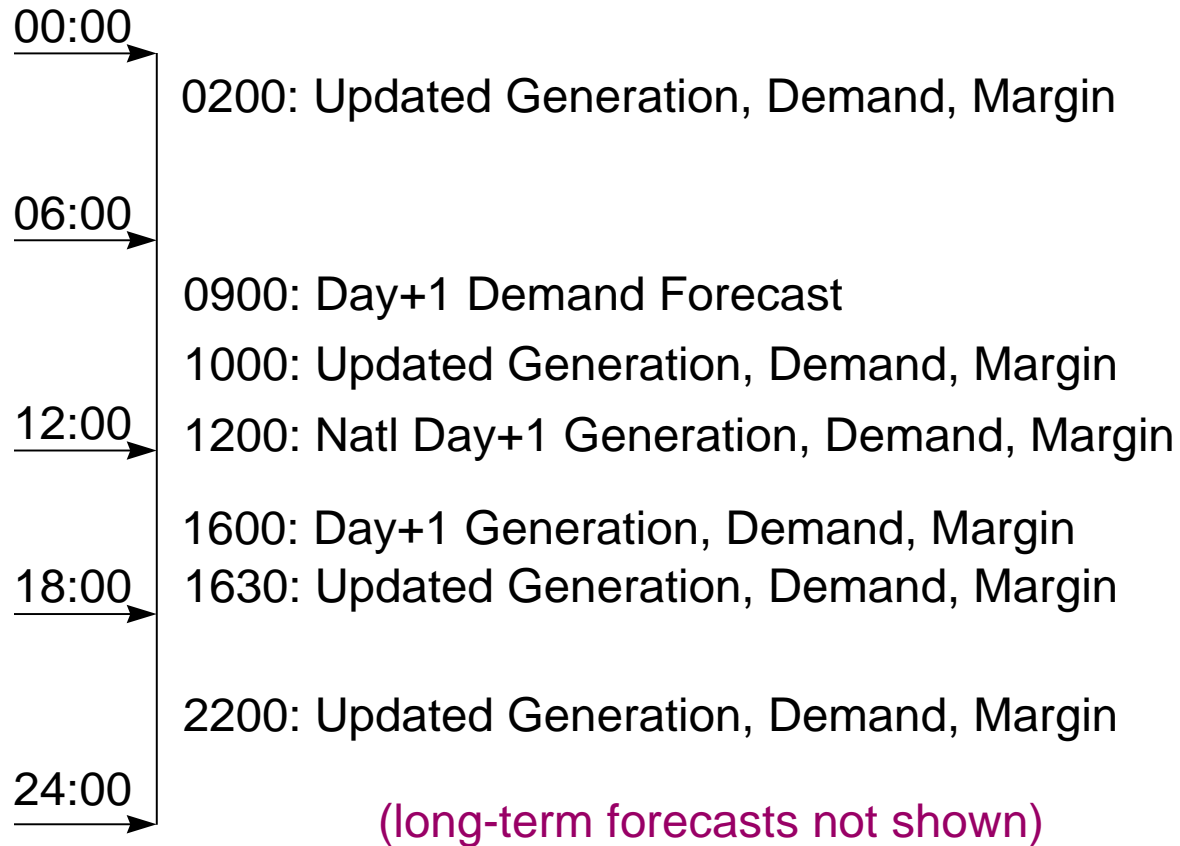 00:00
0200: Updated Generation, Demand, Margin
06:00
0900: Day+1 Demand Forecast
1000: Updated Generation, Demand, Margin
12:00
1200: Natl Day+1 Generation, Demand, Margin
1600: Day+1 Generation, Demand, Margin
18:00
1630: Updated Generation, Demand, Margin
2200: Updated Generation, Demand, Margin
24:00
(long-term forecasts not shown)